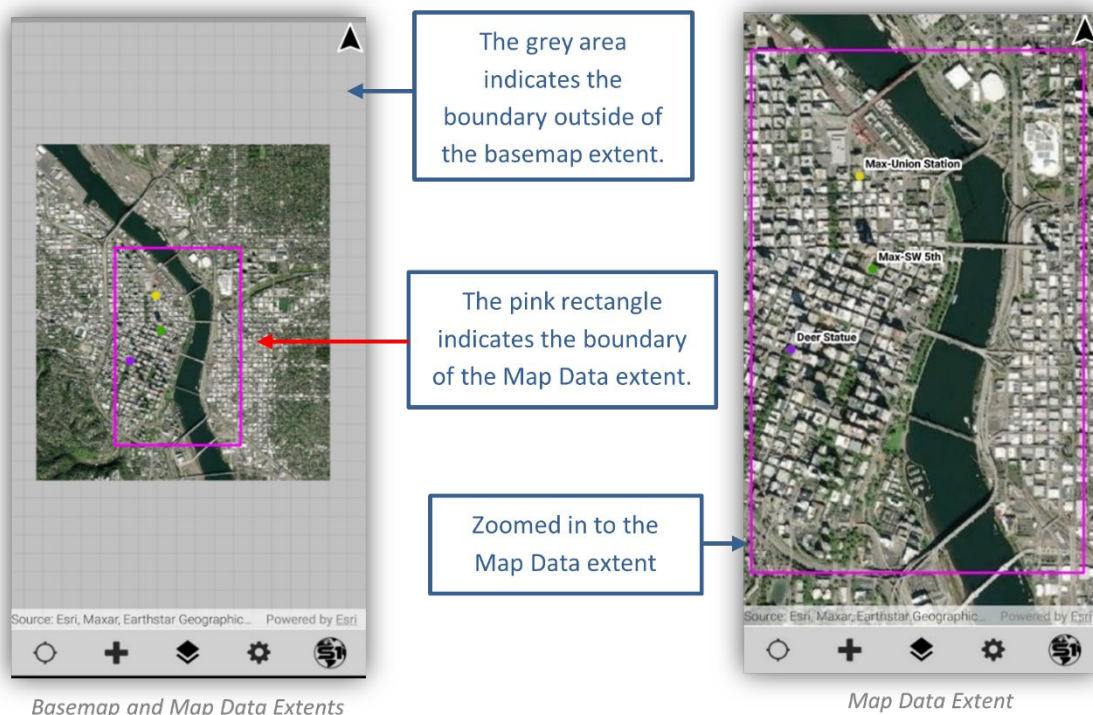 The grey area
indicates the
boundary outside of
the basemap extent.
The pink rectangle
indicates the boundary
of the Map Data extent.
Zoomed in to the
Map Data extent
Source: Esri, Maxar, Earthstar Geographic... Powered by Esri
S1
Basemap and Map Data Extents
Max-Union Station
Max-SW 5th
Deer Statue
Source: Esri, Maxar, Earthstar Geographic... Powered by Esri
S1
Map Data Extent